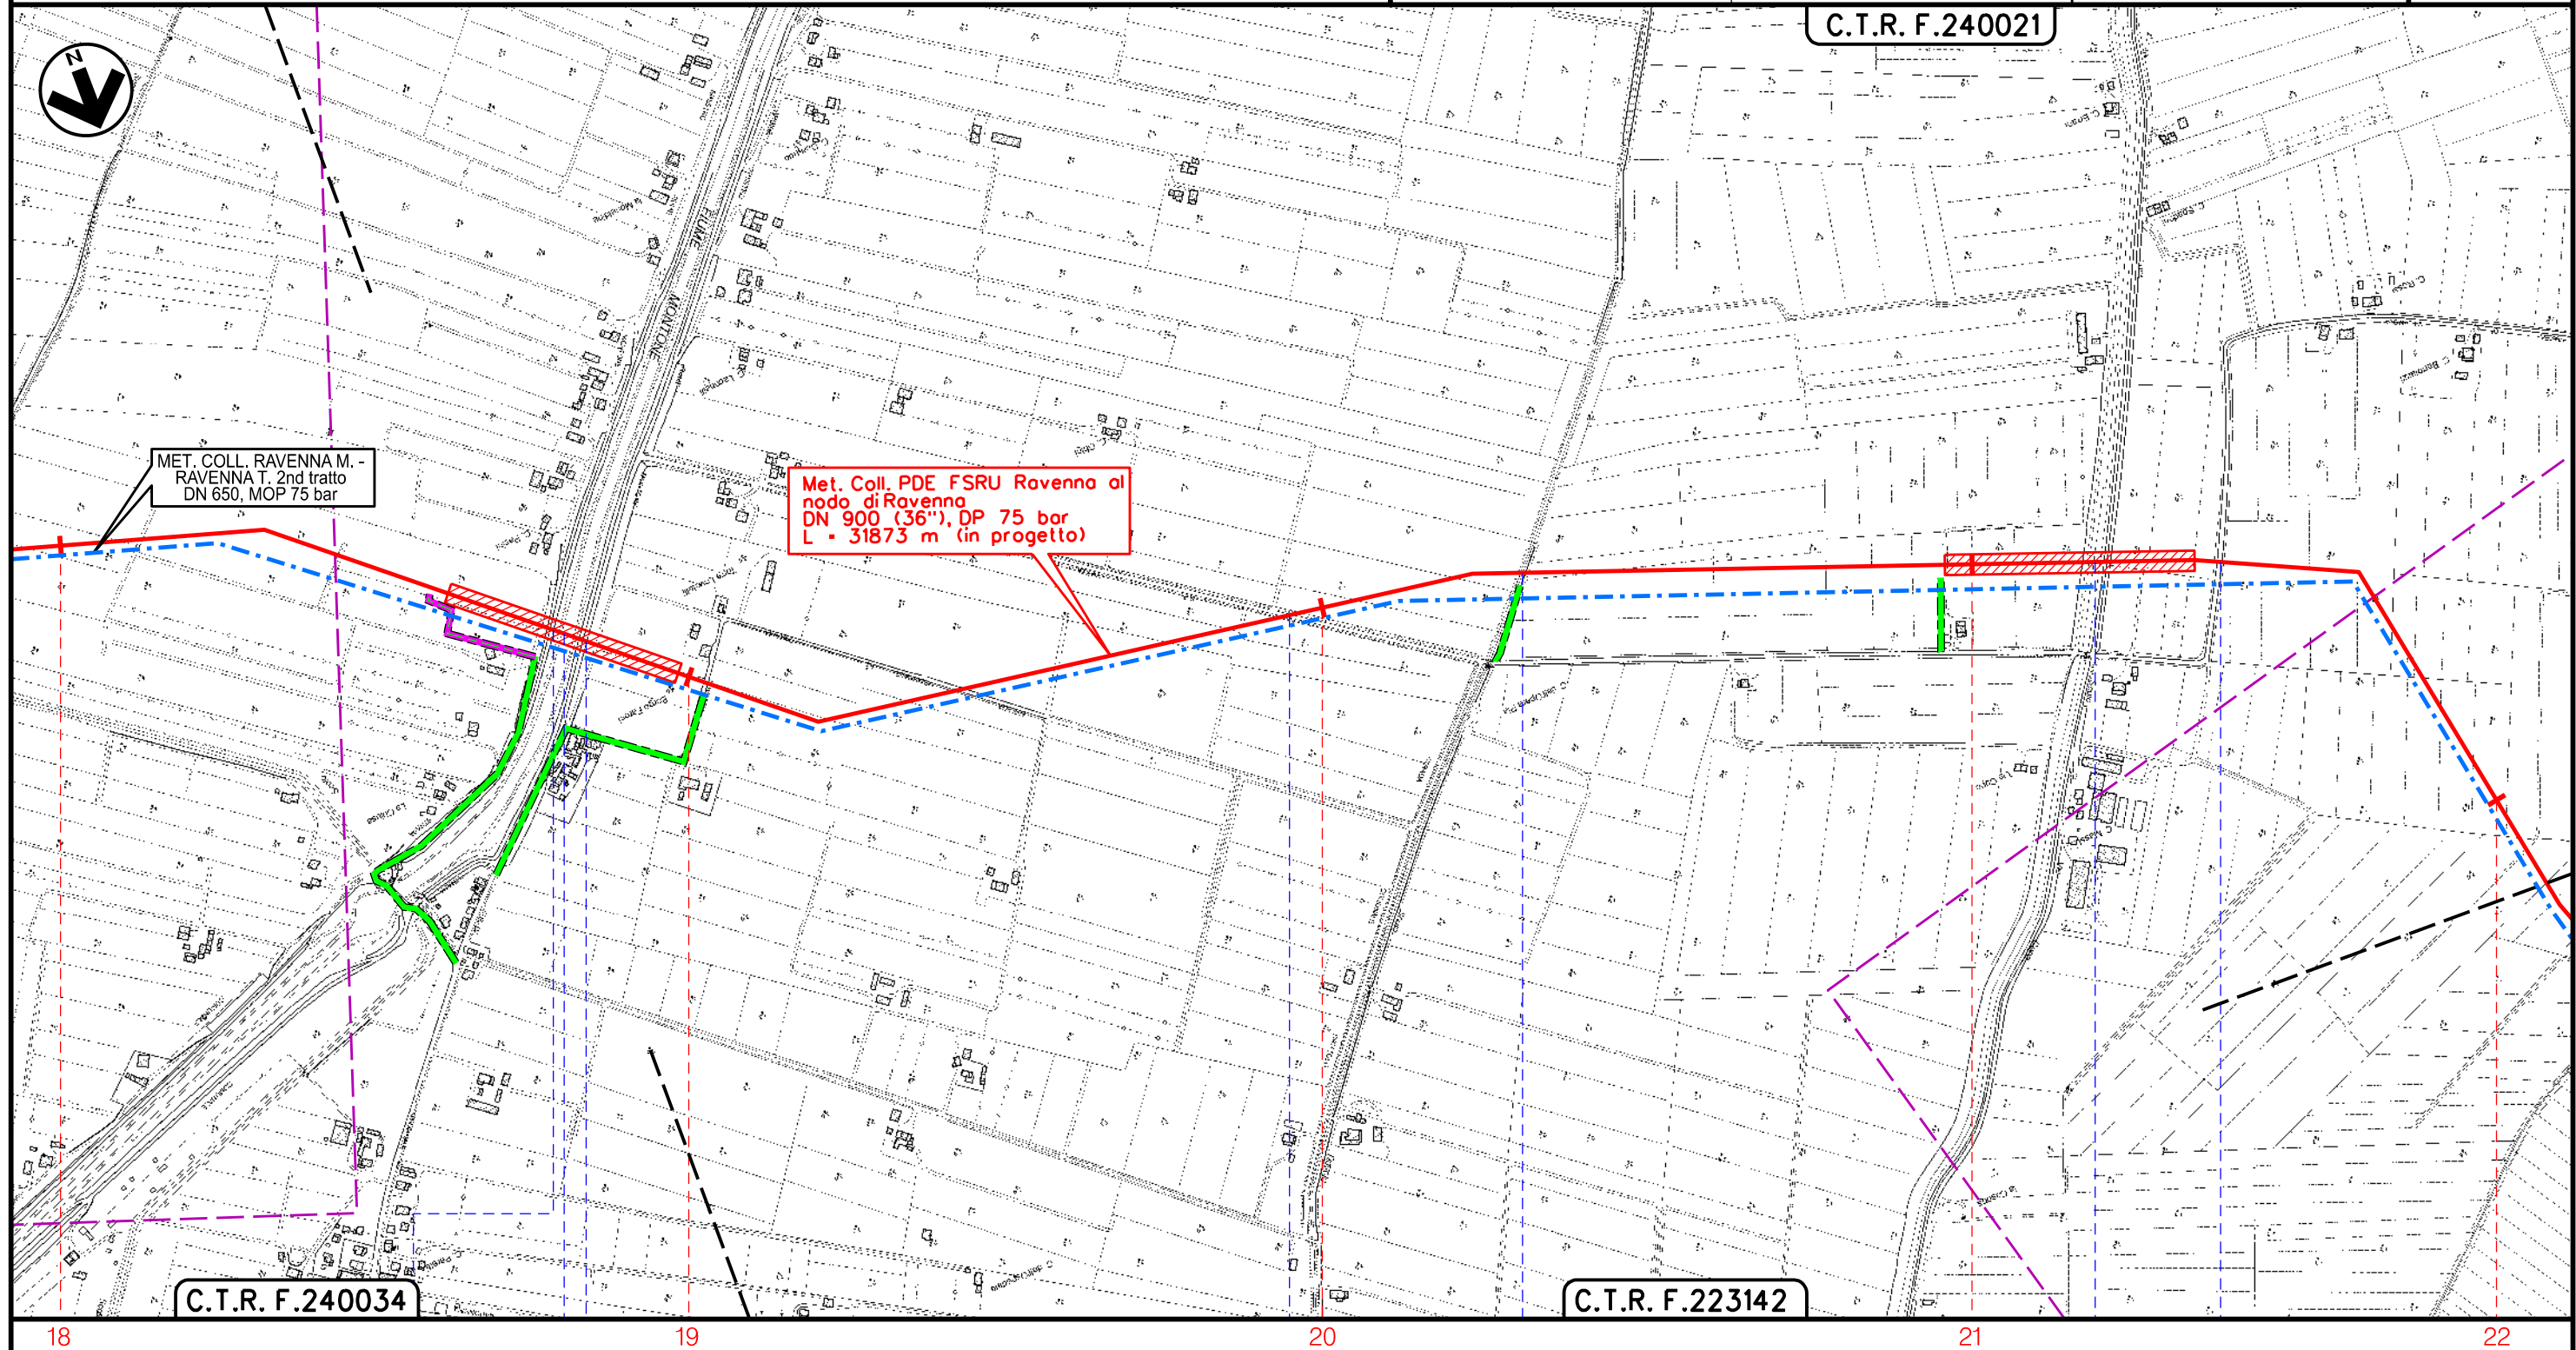 C.T.R. F.240021
N
FIUME
MONTONE
MET. COLL. RAVENNA M. -
RAVENNA T. 2nd tratto
DN 650, MOP 75 bar
Met. Coll. PDE FSRU Ravenna al
nodo di Ravenna
DN 900 (36"), DP 75 bar
L = 31873 m (in progetto)
C.T.R. F.240034
C.T.R. F.223142
18
19
20
21
22